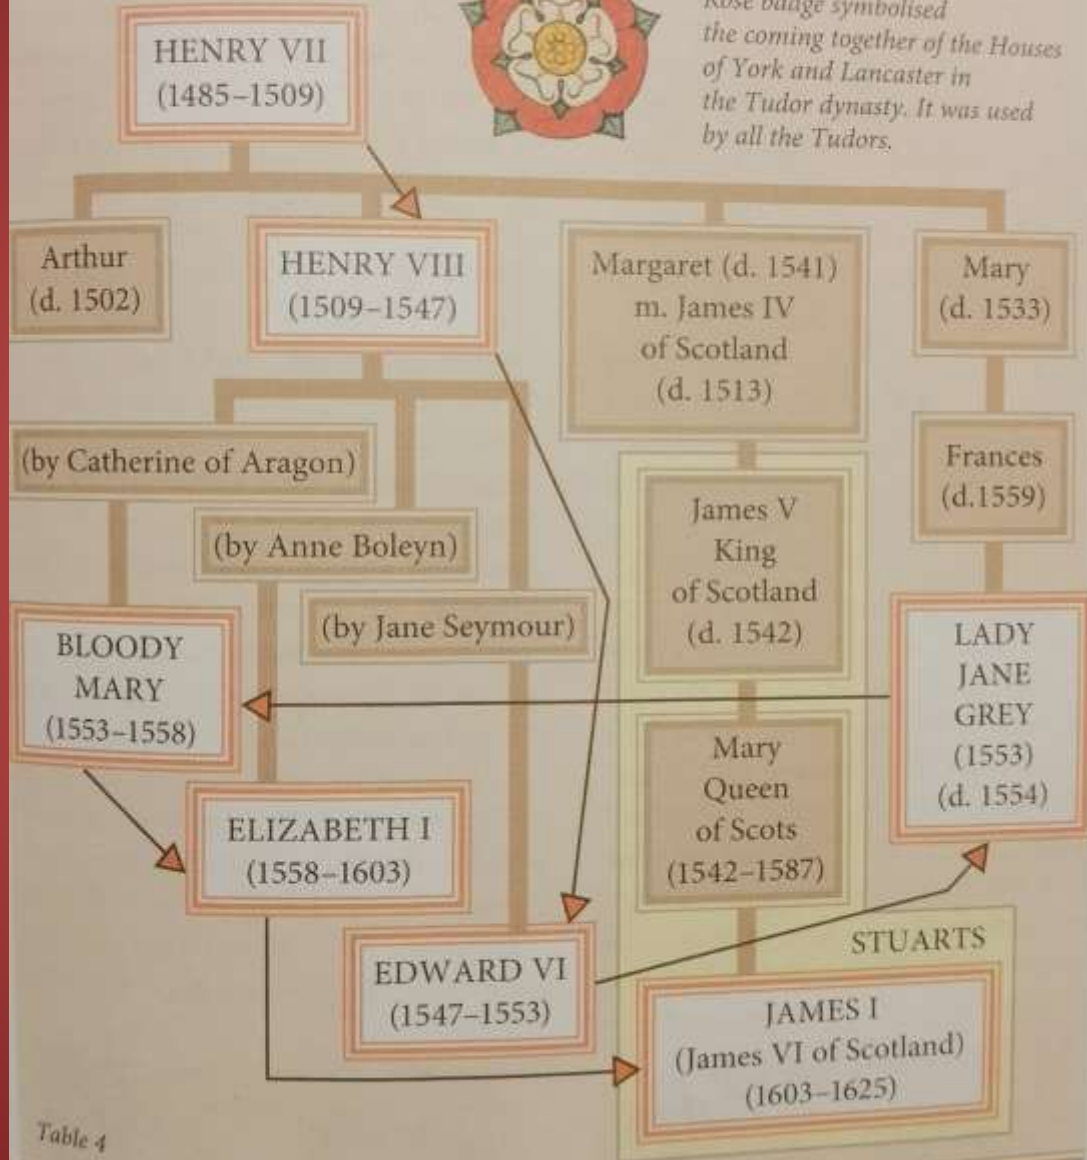 Rose badge symbolised
the coming together of the Houses
of York and Lancaster in
the Tudor dynasty. It was used
by all the Tudors.
HENRY VII
(1485–1509)
Arthur
(d. 1502)
HENRY VIII
(1509–1547)
Margaret (d. 1541)
m. James IV
of Scotland
(d. 1513)
Mary
(d. 1533)
(by Catherine of Aragon)
(by Anne Boleyn)
(by Jane Seymour)
James V
King
of Scotland
(d. 1542)
Frances
(d.1559)
BLOODY
MARY
(1553–1558)
LADY
JANE
GREY
(1553)
(d. 1554)
Mary
Queen
of Scots
(1542–1587)
ELIZABETH I
(1558–1603)
EDWARD VI
(1547–1553)
STUARTS
JAMES I
(James VI of Scotland)
(1603–1625)
Table 4